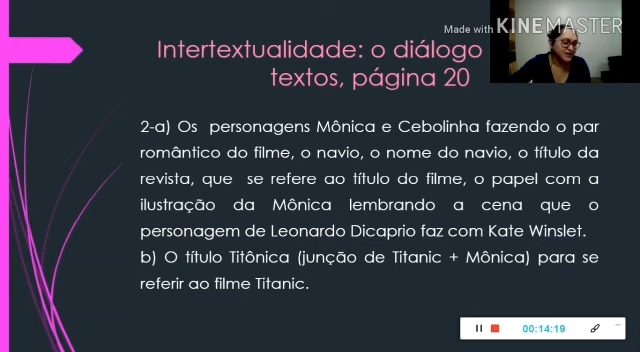 Made with KINEMASTER
Intertextualidade: o diálogo
textos, página 20
2-a) Os personagens Mônica e Cebolinha fazendo o par
romântico do filme, o navio, o nome do navio, o título da
revista, que se refere ao título do filme, o papel com a
ilustração da Mônica lembrando a cena que o
personagem de Leonardo Dicaprio faz com Kate Winslet.
b) O título Titônica (junção de Titanic + Mônica) para se
referir ao filme Titanic.
00:14:19